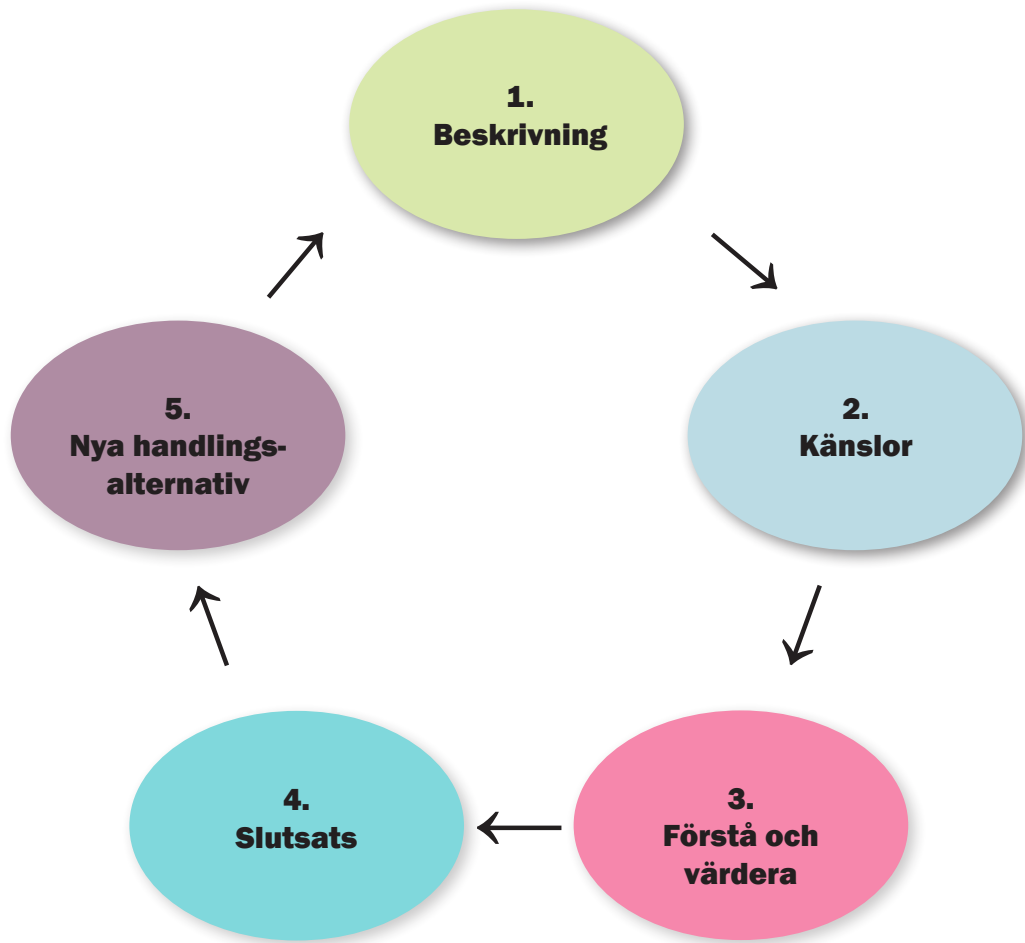 1.
Beskrivning
2.
Känslor
3.
Förstå och
värdera
4.
Slutsats
5.
Nya handlings-
alternativ